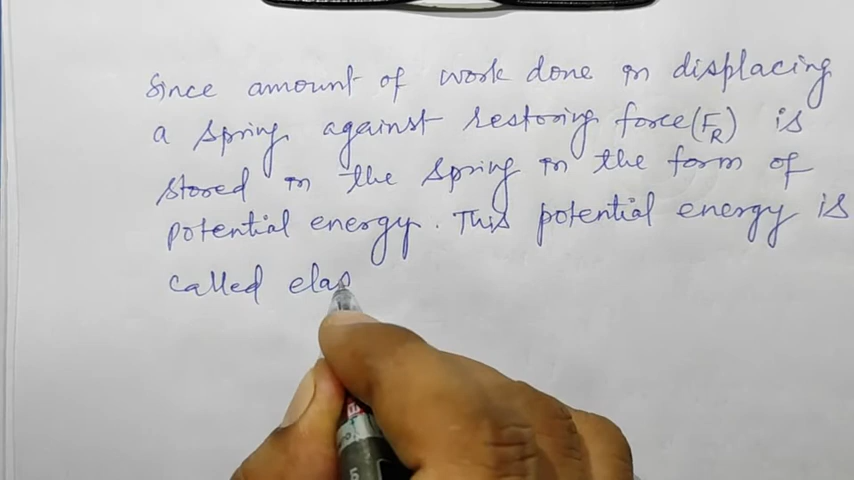 Since amount of work done in displacing
a spring against restoring force (FR) is
stored in the spring in the form of
potential energy. This potential energy is
called elas